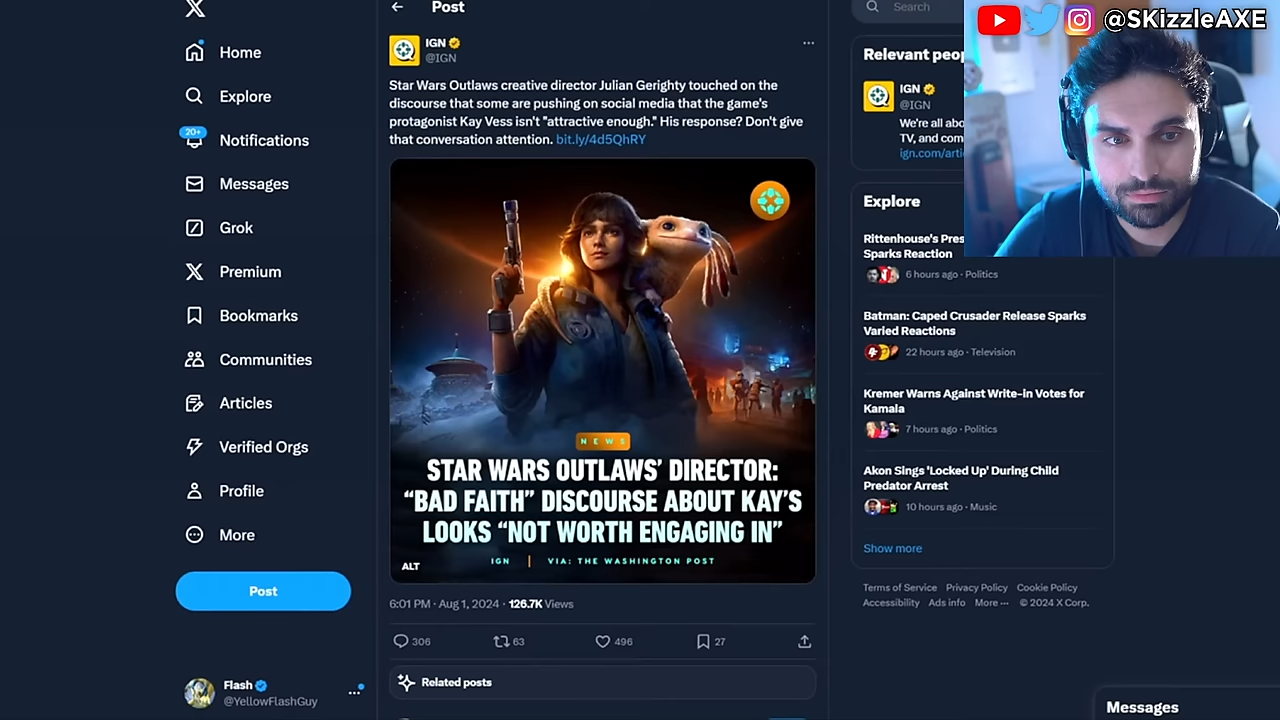 Home
Explore
20+
Notifications
Messages
Grok
Premium
Bookmarks
Communities
Articles
Verified Orgs
Profile
More
Post
Flash
@YellowFlashGuy
Post
IGN
@IGN
Star Wars Outlaws creative director Julian Gerighty touched on the
discourse that some are pushing on social media that the game's
protagonist Kay Vess isn't "attractive enough." His response? Don't give
that conversation attention. bit.ly/4d5QhRY
NEWS
STAR WARS OUTLAWS' DIRECTOR:
"BAD FAITH" DISCOURSE ABOUT KAY'S
LOOKS "NOT WORTH ENGAGING IN"
IGN | VIA: THE WASHINGTON POST
ALT
6:01 PM · Aug 1, 2024 · 126.7K Views
306 63 496 27
Related posts
Search
@SKizzleAXE
Relevant peop
IGN
@IGN
We're all abo
TV, and com
ign.com/arti
Explore
Rittenhouse's Pres
Sparks Reaction
6 hours ago · Politics
Batman: Caped Crusader Release Sparks
Varied Reactions
22 hours ago · Television
Kremer Warns Against Write-in Votes for
Kamala
7 hours ago · Politics
Akon Sings 'Locked Up' During Child
Predator Arrest
10 hours ago · Music
Show more
Terms of Service Privacy Policy Cookie Policy
Accessibility Ads info More ··· © 2024 X Corp.
Messages